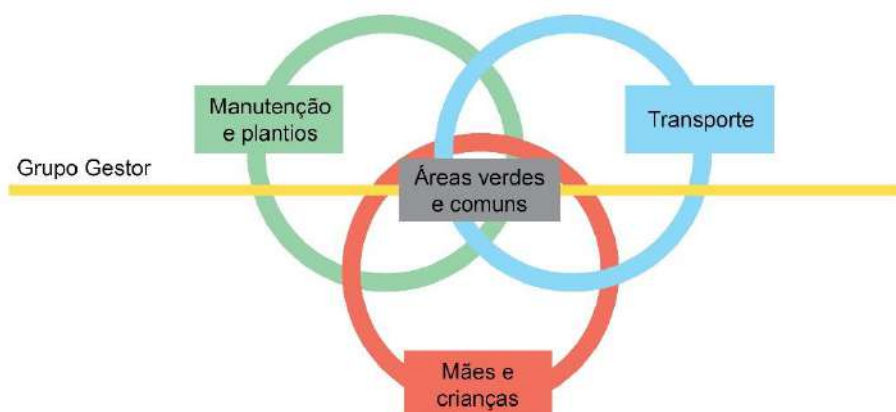 Manutenção
e plantios
Transporte
Grupo Gestor
Áreas verdes
e comuns
Mães e
crianças